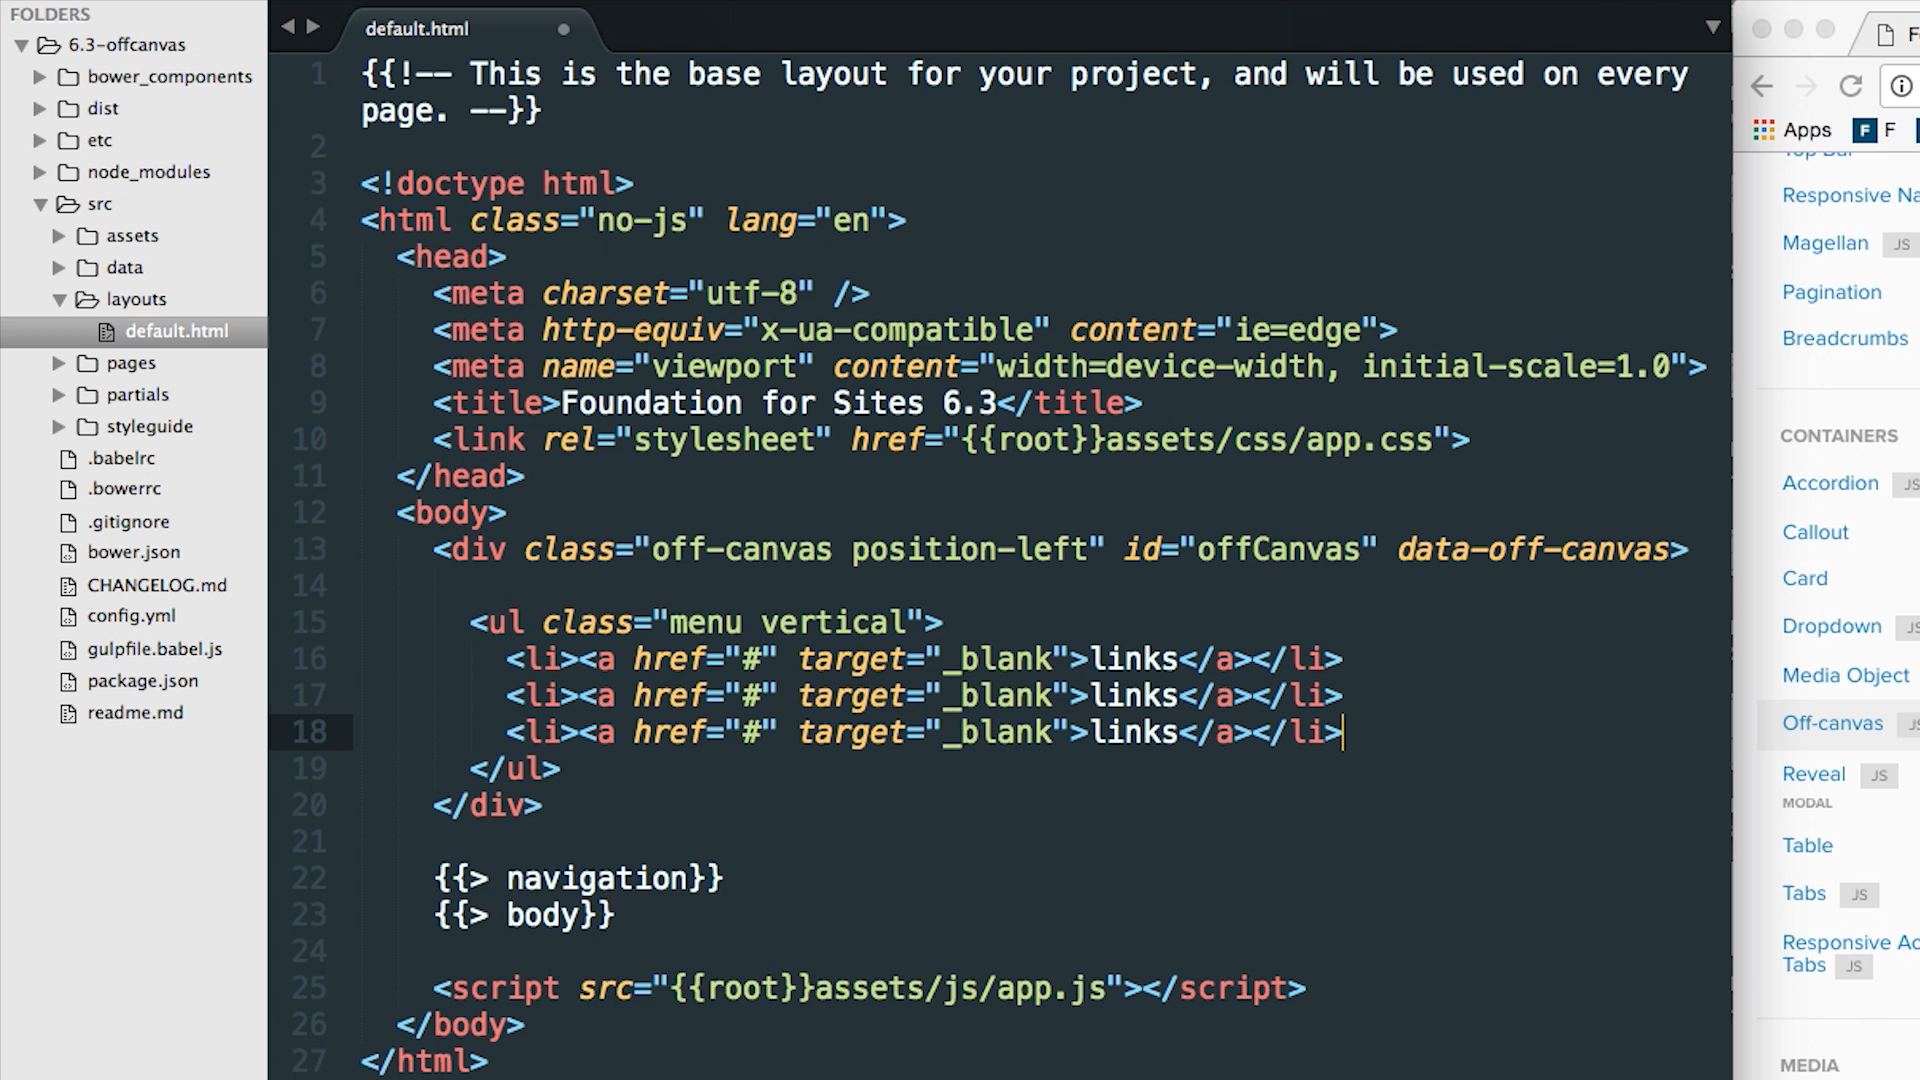 FOLDERS
6.3-offcanvas
bower_components
dist
etc
node_modules
src
assets
data
layouts
default.html
pages
partials
styleguide
.babelrc
.bowerrc
.gitignore
bower.json
CHANGELOG.md
config.yml
gulpfile.babel.js
package.json
readme.md
default.html
1 {{!-- This is the base layout for your project, and will be used on every
page. --}}
2
3 <!doctype html>
4 <html class="no-js" lang="en">
5 <head>
6 <meta charset="utf-8" />
7 <meta http-equiv="x-ua-compatible" content="ie=edge">
8 <meta name="viewport" content="width=device-width, initial-scale=1.0">
9 <title>Foundation for Sites 6.3</title>
10 <link rel="stylesheet" href="{{root}}assets/css/app.css">
11 </head>
12 <body>
13 <div class="off-canvas position-left" id="offCanvas" data-off-canvas>
14
15 <ul class="menu vertical">
16 <li><a href="#" target="_blank">links</a></li>
17 <li><a href="#" target="_blank">links</a></li>
18 <li><a href="#" target="_blank">links</a></li>
19 </ul>
20 </div>
21
22 {{> navigation}}
23 {{> body}}
24
25 <script src="{{root}}assets/js/app.js"></script>
26 </body>
27 </html>
Apps F F
Responsive Na
Magellan JS
Pagination
Breadcrumbs
CONTAINERS
Accordion JS
Callout
Card
Dropdown JS
Media Object
Off-canvas JS
Reveal JS
MODAL
Table
Tabs JS
Responsive Ac
Tabs JS
MEDIA